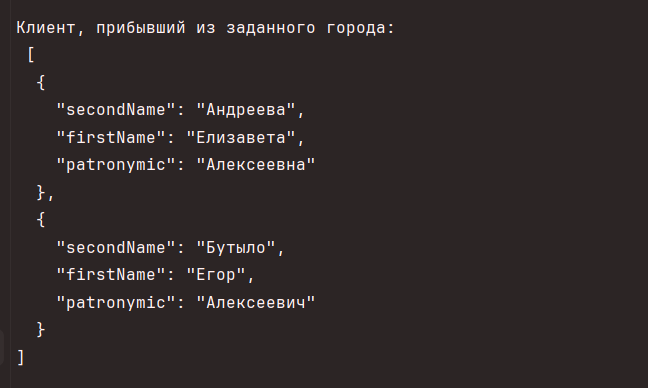 Клиент, прибывший из заданного города:
[
{
"secondName": "Андреева",
"firstName": "Елизавета",
"patronymic": "Алексеевна"
},
{
"secondName": "Бутыло",
"firstName": "Егор",
"patronymic": "Алексеевич"
}
]